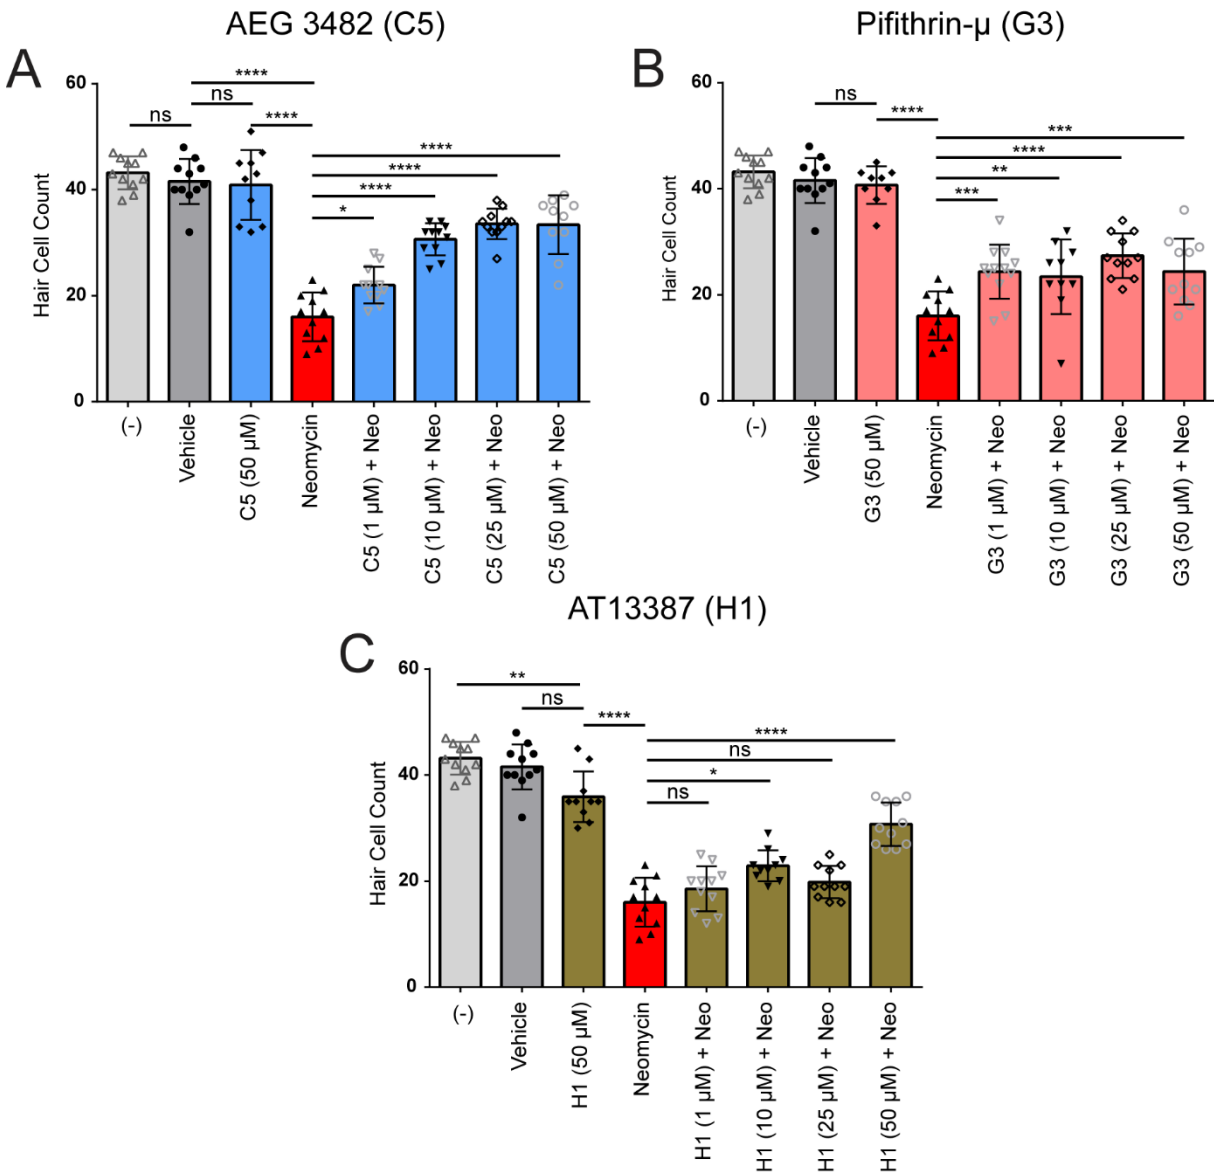 AEG 3482 (C5)
Pifithrin-μ (G3)
A
60
40
20
0
Hair Cell Count
****
ns
ns
****
****
****
****
*
(-)
Vehicle
C5 (50 μM)
Neomycin
C5 (1 μM) + Neo
C5 (10 μM) + Neo
C5 (25 μM) + Neo
C5 (50 μM) + Neo
B
60
40
20
0
Hair Cell Count
ns
****
***
****
**
***
(-)
Vehicle
G3 (50 μM)
Neomycin
G3 (1 μM) + Neo
G3 (10 μM) + Neo
G3 (25 μM) + Neo
G3 (50 μM) + Neo
AT13387 (H1)
C
60
40
20
0
Hair Cell Count
**
ns
****
****
ns
*
ns
(-)
Vehicle
H1 (50 μM)
Neomycin
H1 (1 μM) + Neo
H1 (10 μM) + Neo
H1 (25 μM) + Neo
H1 (50 μM) + Neo